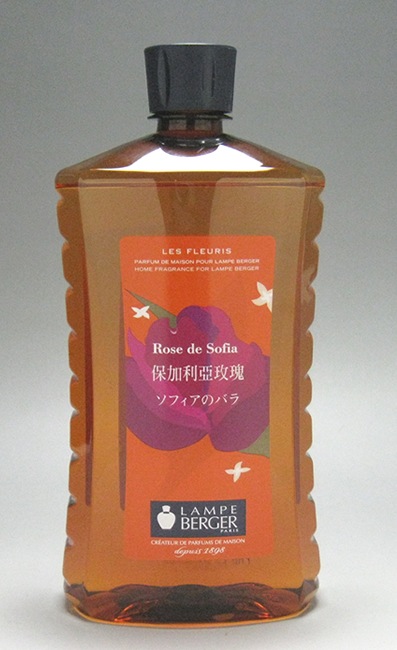 LES FLEURIS
PARFUM DE MAISON POUR LAMPE BERGER
HOME FRAGRANCE FOR LAMPE BERGER
Rose de Sofia
保加利亞玫瑰
ソフィアのバラ
LAMPE
BERGER
PARIS
CRÉATEUR DE PARFUMS DE MAISON
depuis 1898